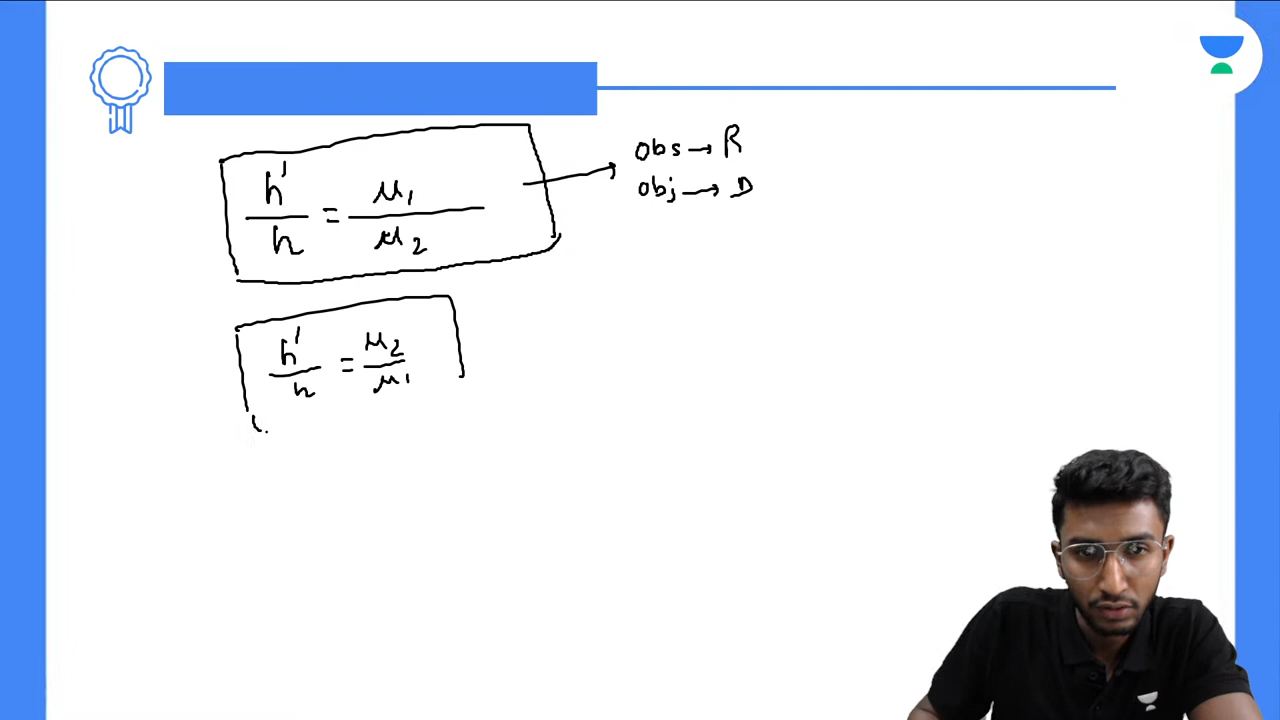 h'/h = μ1/μ2
obs → R
obj → D
h'/h = μ2/μ1